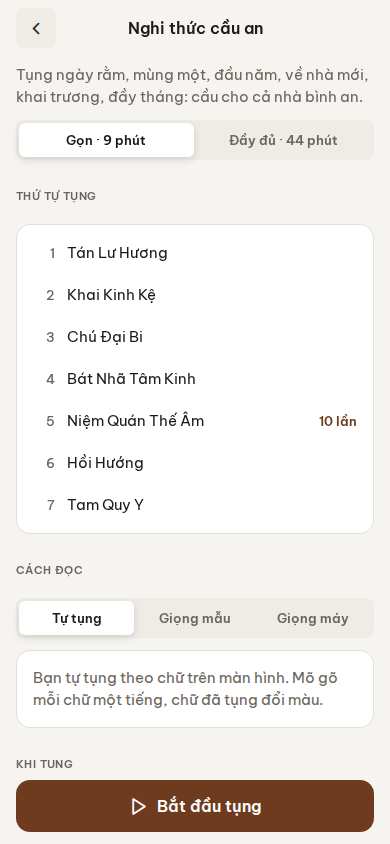 Nghi thức cầu an
Tụng ngày rằm, mùng một, đầu năm, về nhà mới,
khai trương, đầy tháng: cầu cho cả nhà bình an.
Gọn · 9 phút
Đầy đủ · 44 phút
THỨ TỰ TỤNG
1 Tán Lư Hương
2 Khai Kinh Kệ
3 Chú Đại Bi
4 Bát Nhã Tâm Kinh
5 Niệm Quán Thế Âm 10 lần
6 Hồi Hướng
7 Tam Quy Y
CÁCH ĐỌC
Tự tụng
Giọng mẫu
Giọng máy
Bạn tự tụng theo chữ trên màn hình. Mõ gõ
mỗi chữ một tiếng, chữ đã tụng đổi màu.
KHI TỤNG
Bắt đầu tụng